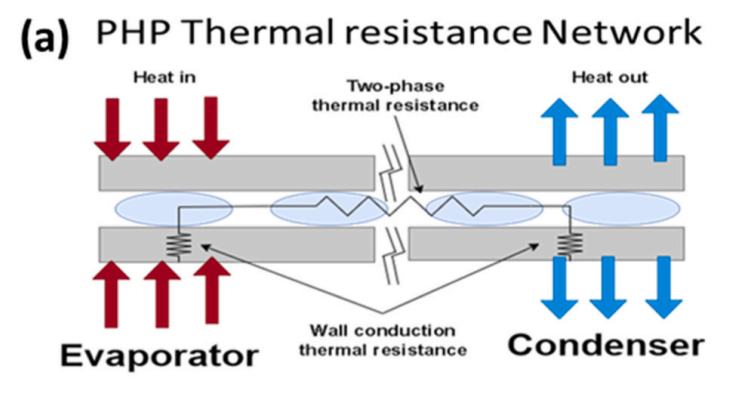 (a) PHP Thermal resistance Network
Heat in
Two-phase
thermal resistance
Heat out
Wall conduction
thermal resistance
Evaporator
Condenser